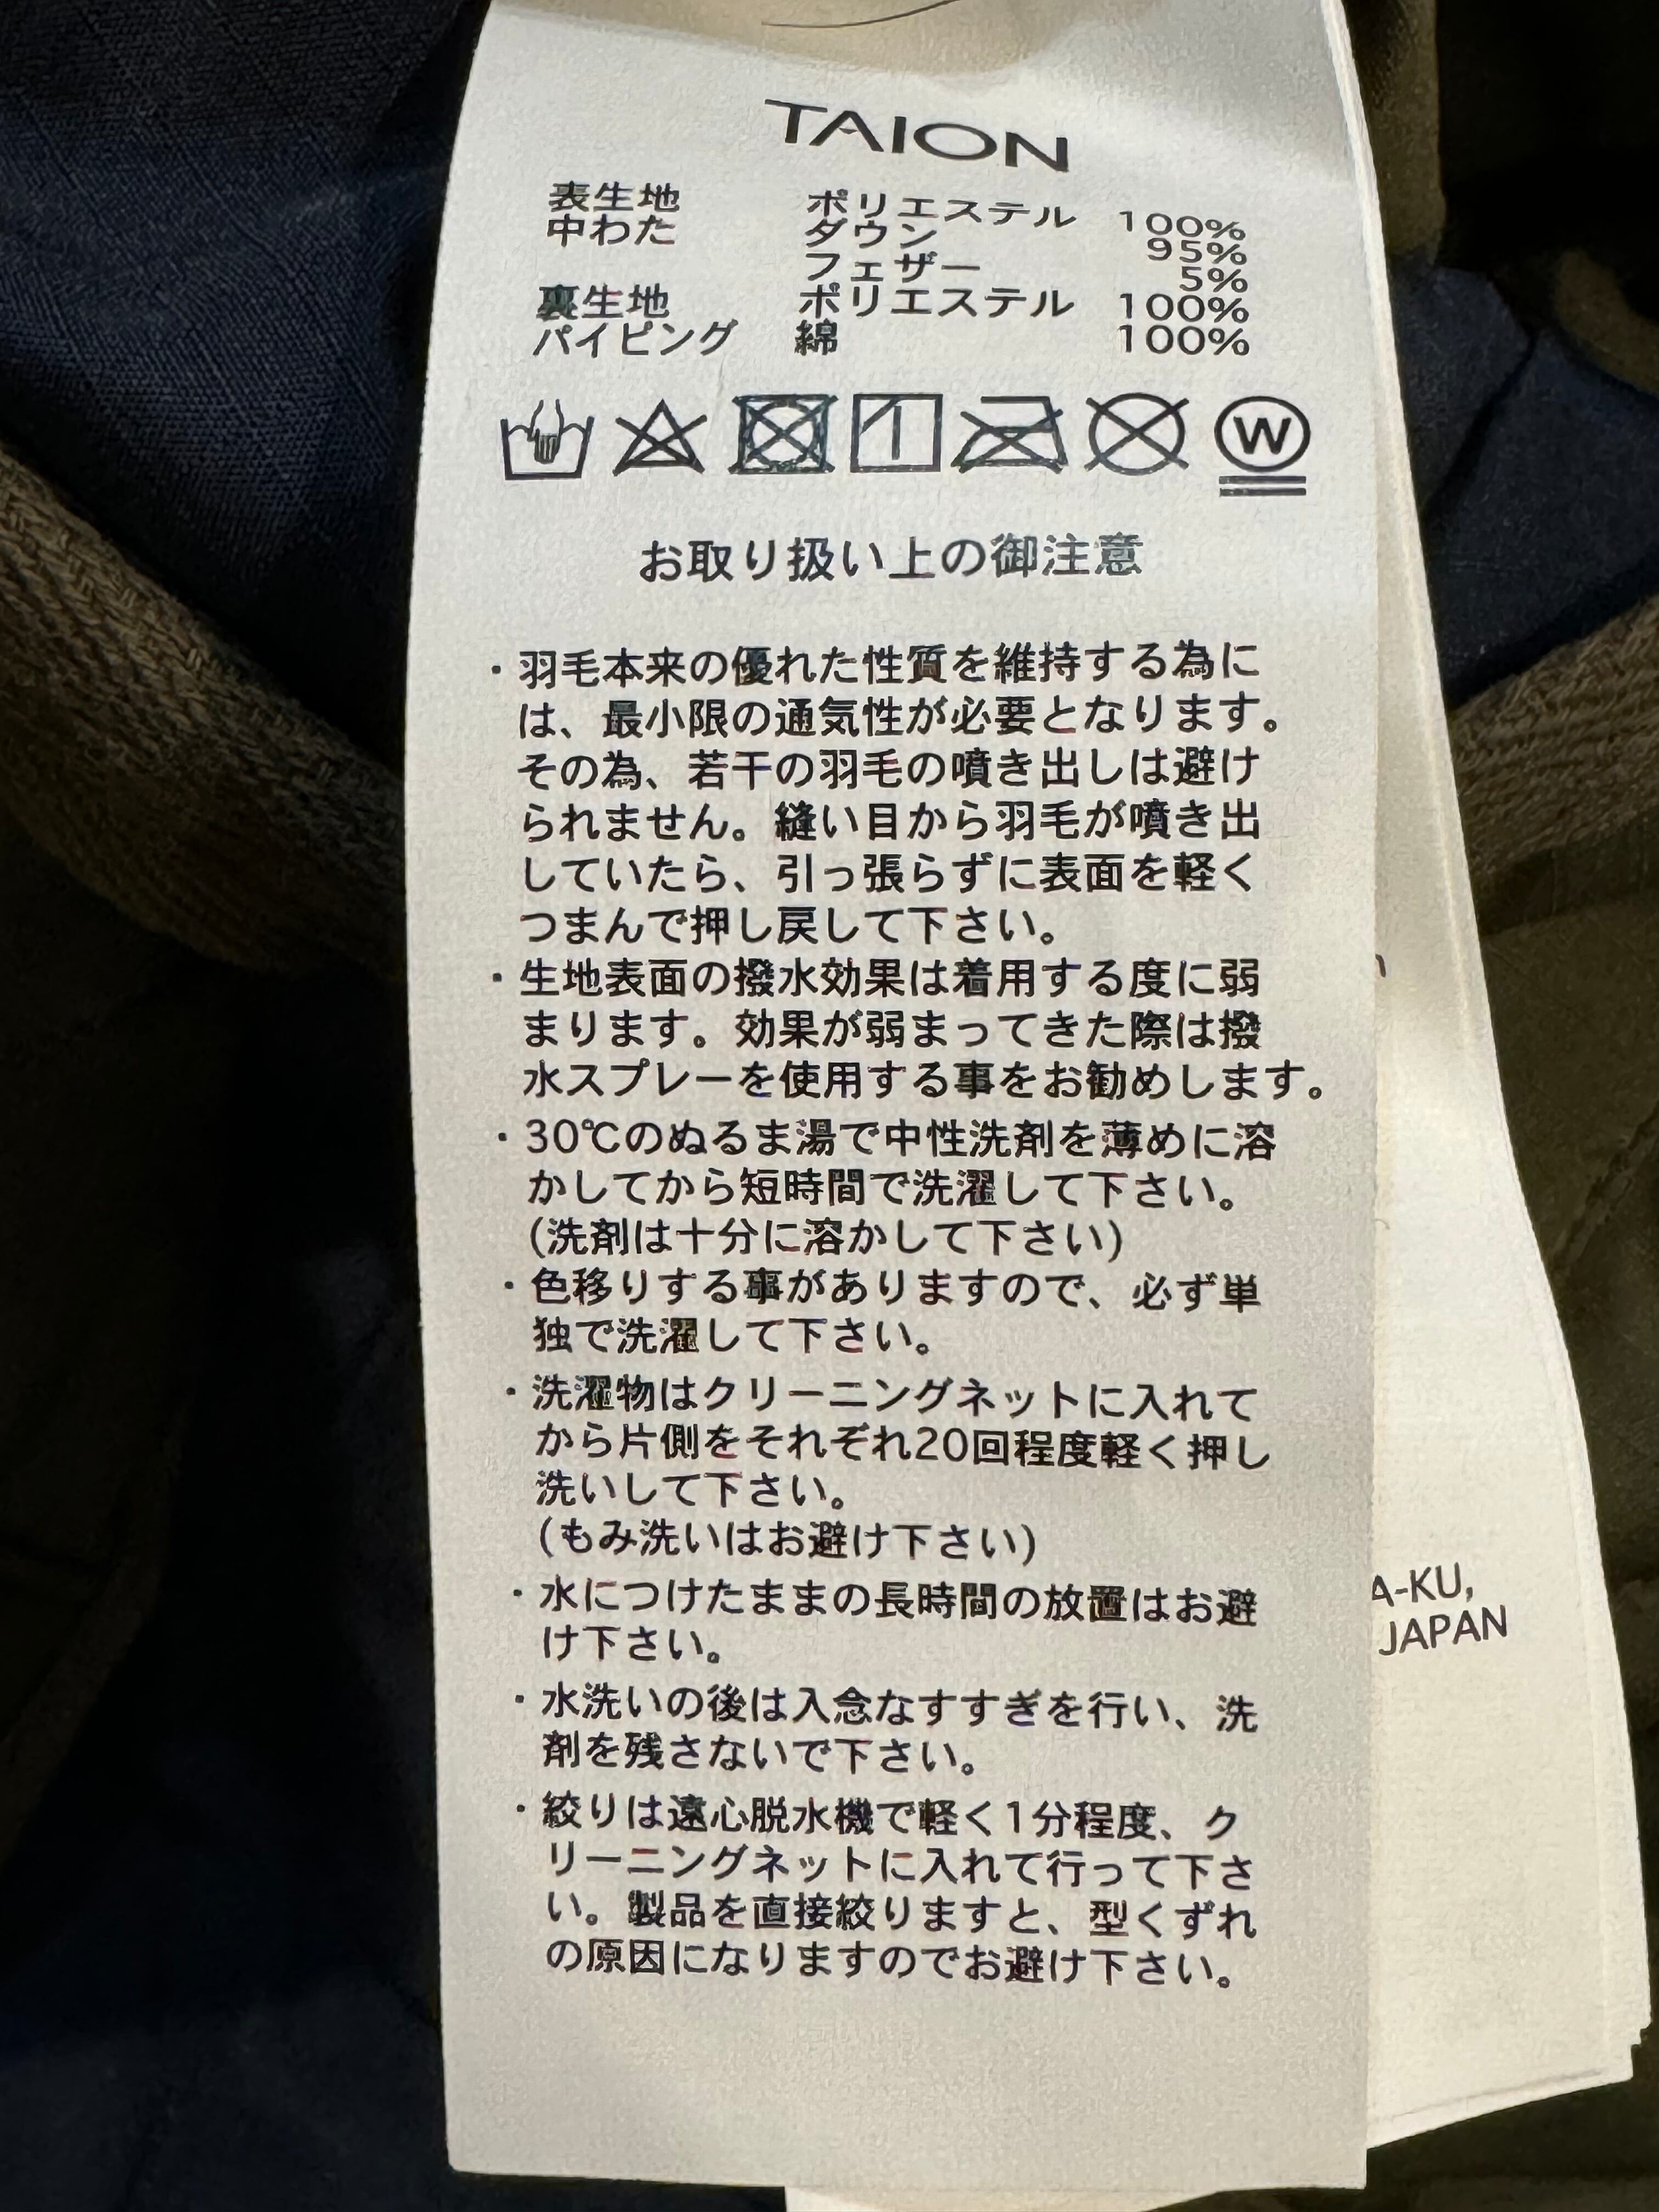 TAION
表生地 ポリエステル 100%
中わた ダウン 95%
フェザー 5%
裏生地 ポリエステル 100%
パイピング 綿 100%
W
お取り扱い上の御注意
・羽毛本来の優れた性質を維持する為に
は、最小限の通気性が必要となります。
その為、若干の羽毛の噴き出しは避け
られません。縫い目から羽毛が噴き出
していたら、引っ張らずに表面を軽く
つまんで押し戻して下さい。
・生地表面の撥水効果は着用する度に弱
まります。効果が弱まってきた際は撥
水スプレーを使用する事をお勧めします。
・30℃のぬるま湯で中性洗剤を薄めに溶
かしてから短時間で洗濯して下さい。
(洗剤は十分に溶かして下さい)
・色移りする事がありますので、必ず単
独で洗濯して下さい。
・洗濯物はクリーニングネットに入れて
から片側をそれぞれ20回程度軽く押し
洗いして下さい。
(もみ洗いはお避け下さい)
・水につけたままの長時間の放置はお避
け下さい。
・水洗いの後は入念なすすぎを行い、洗
剤を残さないで下さい。
・絞りは遠心脱水機で軽く1分程度、ク
リーニングネットに入れて行って下さ
い。製品を直接絞りますと、型くずれ
の原因になりますのでお避け下さい。
A-KU,
JAPAN